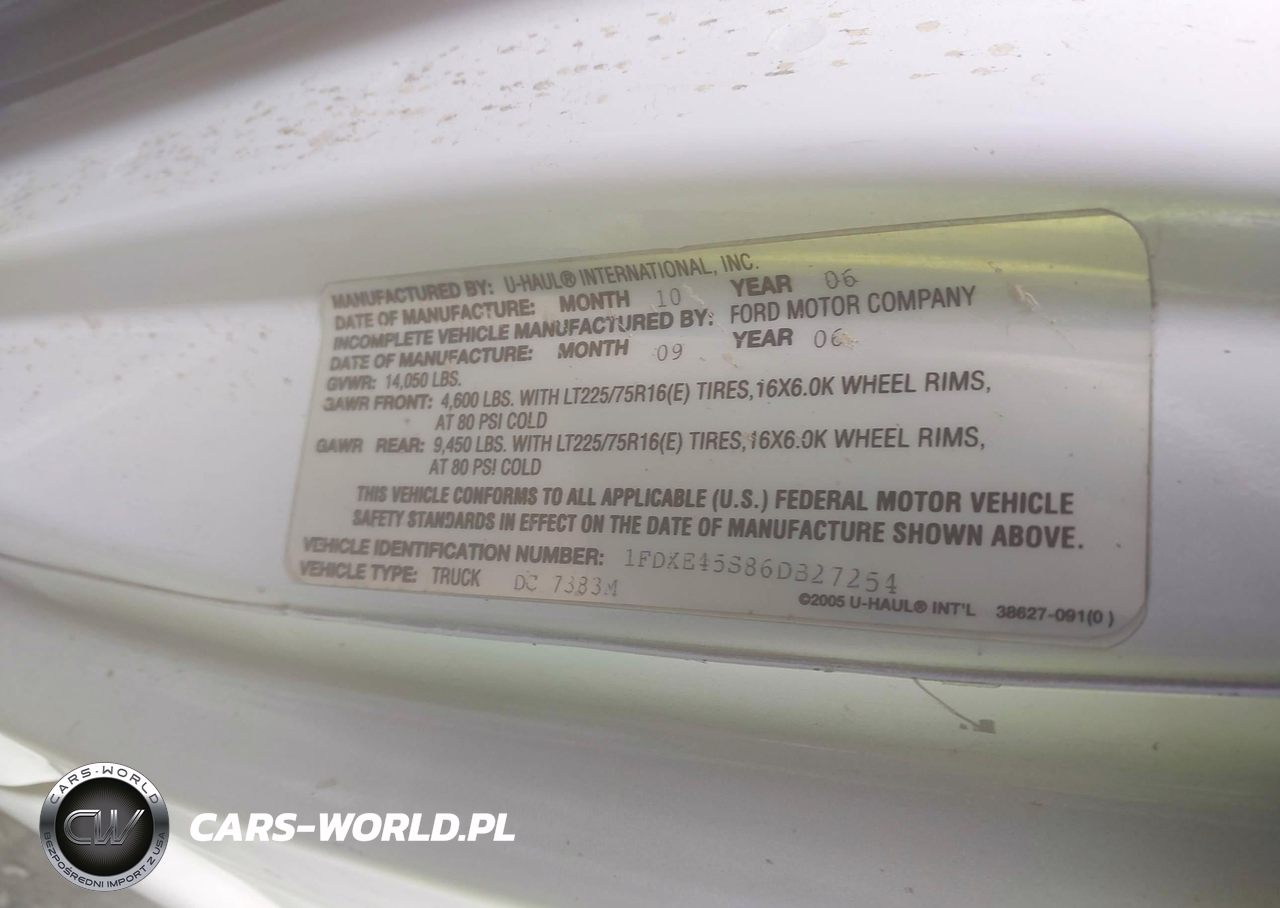 MANUFACTURED BY: U-HAUL® INTERNATIONAL, INC.
DATE OF MANUFACTURE: MONTH 10 YEAR 06
INCOMPLETE VEHICLE MANUFACTURED BY: FORD MOTOR COMPANY
DATE OF MANUFACTURE: MONTH 09 YEAR 06
GVWR: 14,050 LBS.
GAWR FRONT: 4,600 LBS. WITH LT225/75R16(E) TIRES, 16X6.0K WHEEL RIMS,
AT 80 PSI COLD
GAWR REAR: 9,450 LBS. WITH LT225/75R16(E) TIRES, 16X6.0K WHEEL RIMS,
AT 80 PSI COLD
THIS VEHICLE CONFORMS TO ALL APPLICABLE (U.S.) FEDERAL MOTOR VEHICLE
SAFETY STANDARDS IN EFFECT ON THE DATE OF MANUFACTURE SHOWN ABOVE.
VEHICLE IDENTIFICATION NUMBER: 1FDXE45S86DB27254
VEHICLE TYPE: TRUCK DC 7383M
©2005 U-HAUL® INT'L 38627-091(0)
CARS-WORLD
CW
BEZPOŚREDNI IMPORT Z USA
CARS-WORLD.PL